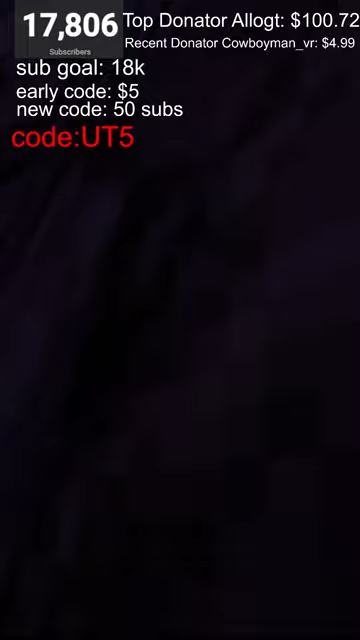 17,806
Subscribers
Top Donator Allogt: $100.72
Recent Donator Cowboyman_vr: $4.99
sub goal: 18k
early code: $5
new code: 50 subs
code:UT5